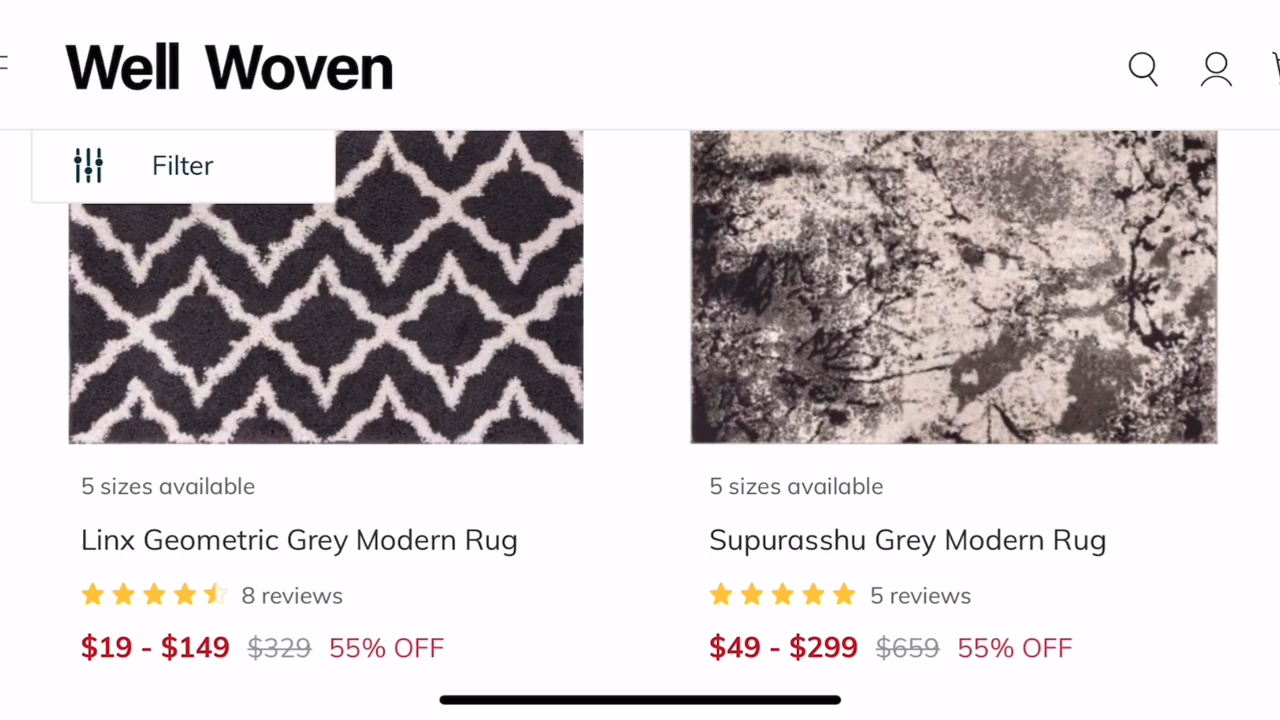 Well Woven
Filter
5 sizes available
Linx Geometric Grey Modern Rug
8 reviews
$19 - $149 $329 55% OFF
5 sizes available
Supurasshu Grey Modern Rug
5 reviews
$49 - $299 $659 55% OFF